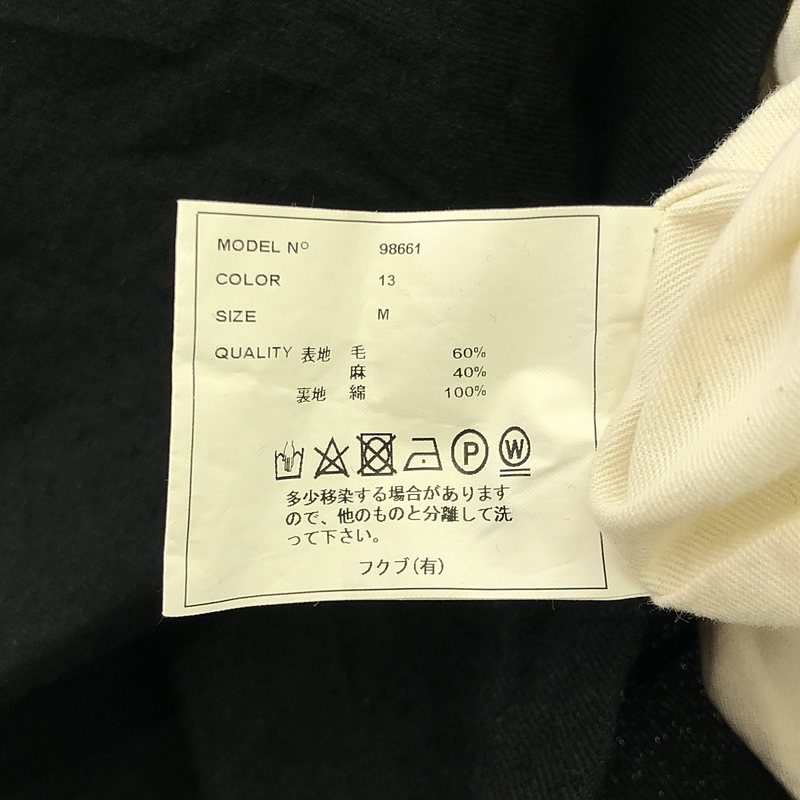 MODEL Nº 98661
COLOR 13
SIZE M
QUALITY 表地 毛 60%
麻 40%
裏地 綿 100%
P W
多少移染する場合があります
ので、他のものと分離して洗
って下さい。
フクブ(有)